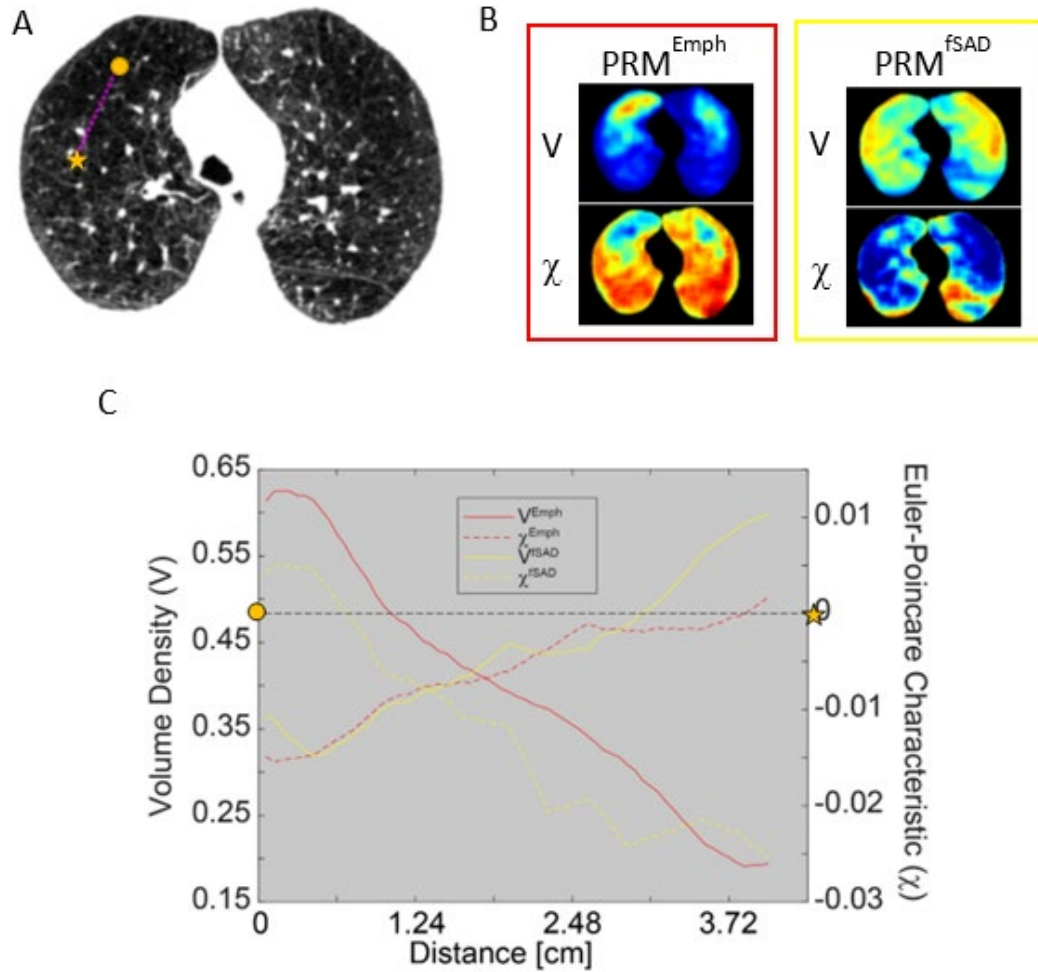 A
B
PRM^Emph
PRM^fSAD
V
V
χ
χ
C
0.65
0.55
0.45
0.35
0.25
0.15
Volume Density (V)
V^Emph
χ^Emph
V^fSAD
χ^fSAD
0.01
0
-0.01
-0.02
-0.03
Euler-Poincare Characteristic (χ)
0
1.24
2.48
3.72
Distance [cm]